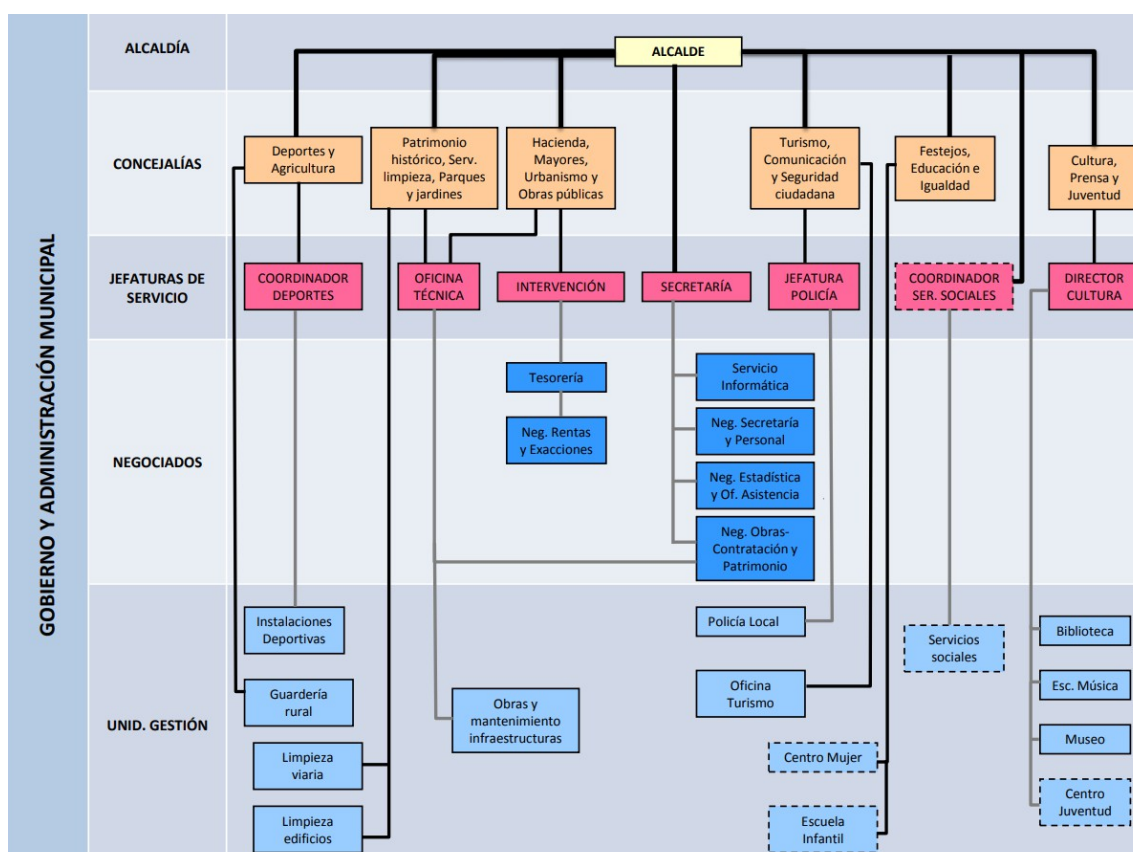 GOBIERNO Y ADMINISTRACIÓN MUNICIPAL
ALCALDÍA
ALCALDE
CONCEJALÍAS
Deportes y
Agricultura
Patrimonio
histórico, Serv.
limpieza, Parques
y jardines
Hacienda,
Mayores,
Urbanismo y
Obras públicas
Turismo,
Comunicación
y Seguridad
ciudadana
Festejos,
Educación e
Igualdad
Cultura,
Prensa y
Juventud
JEFATURAS DE
SERVICIO
COORDINADOR
DEPORTES
OFICINA
TÉCNICA
INTERVENCIÓN
SECRETARÍA
JEFATURA
POLICÍA
COORDINADOR
SER. SOCIALES
DIRECTOR
CULTURA
NEGOCIADOS
Tesorería
Neg. Rentas
y Exacciones
Servicio
Informática
Neg. Secretaría
y Personal
Neg. Estadística
y Of. Asistencia
Neg. Obras-
Contratación y
Patrimonio
UNID. GESTIÓN
Instalaciones
Deportivas
Guardería
rural
Limpieza
viaria
Limpieza
edificios
Obras y
mantenimiento
infraestructuras
Policía Local
Oficina
Turismo
Centro Mujer
Escuela
Infantil
Servicios
sociales
Biblioteca
Esc. Música
Museo
Centro
Juventud